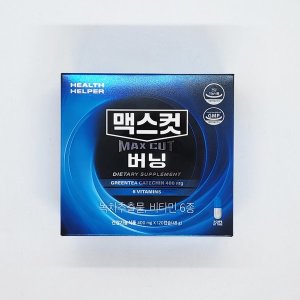 HEALTH
HELPER
맥스컷
MAX CUT
버닝
DIETARY SUPPLEMENT
GREENTEA CATECHIN 400 mg
6 VITAMINS
녹차추출물, 비타민 6종
GMP